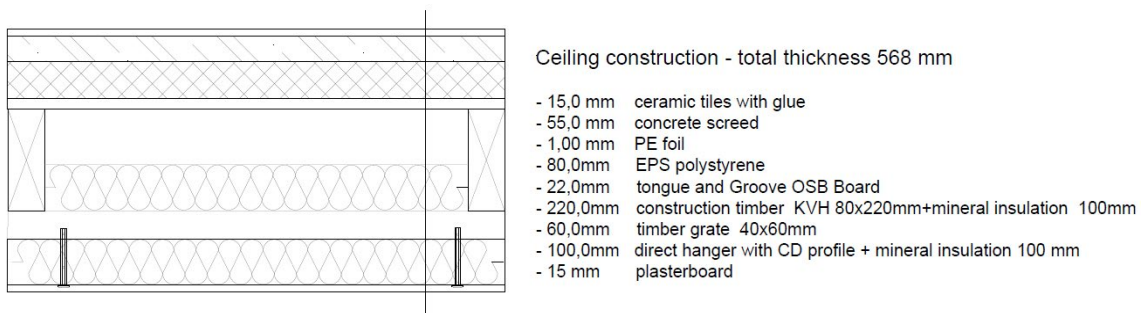 Ceiling construction - total thickness 568 mm
- 15,0 mm ceramic tiles with glue
- 55,0 mm concrete screed
- 1,00 mm PE foil
- 80,0mm EPS polystyrene
- 22,0mm tongue and Groove OSB Board
- 220,0mm construction timber KVH 80x220mm+mineral insulation 100mm
- 60,0mm timber grate 40x60mm
- 100,0mm direct hanger with CD profile + mineral insulation 100 mm
- 15 mm plasterboard